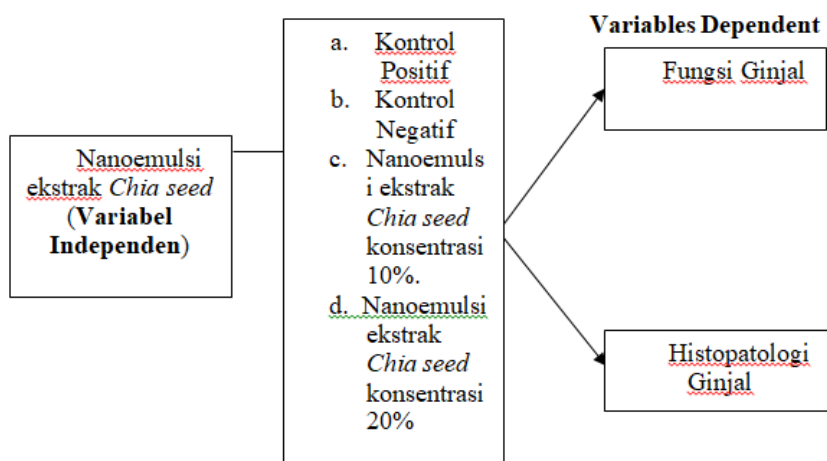 Nanoemulsi
ekstrak Chia seed
(Variabel
Independen)
a. Kontrol
Positif
b. Kontrol
Negatif
c. Nanoemuls
i ekstrak
Chia seed
konsentrasi
10%.
d. Nanoemulsi
ekstrak
Chia seed
konsentrasi
20%
Variables Dependent
Fungsi Ginjal
Histopatologi
Ginjal